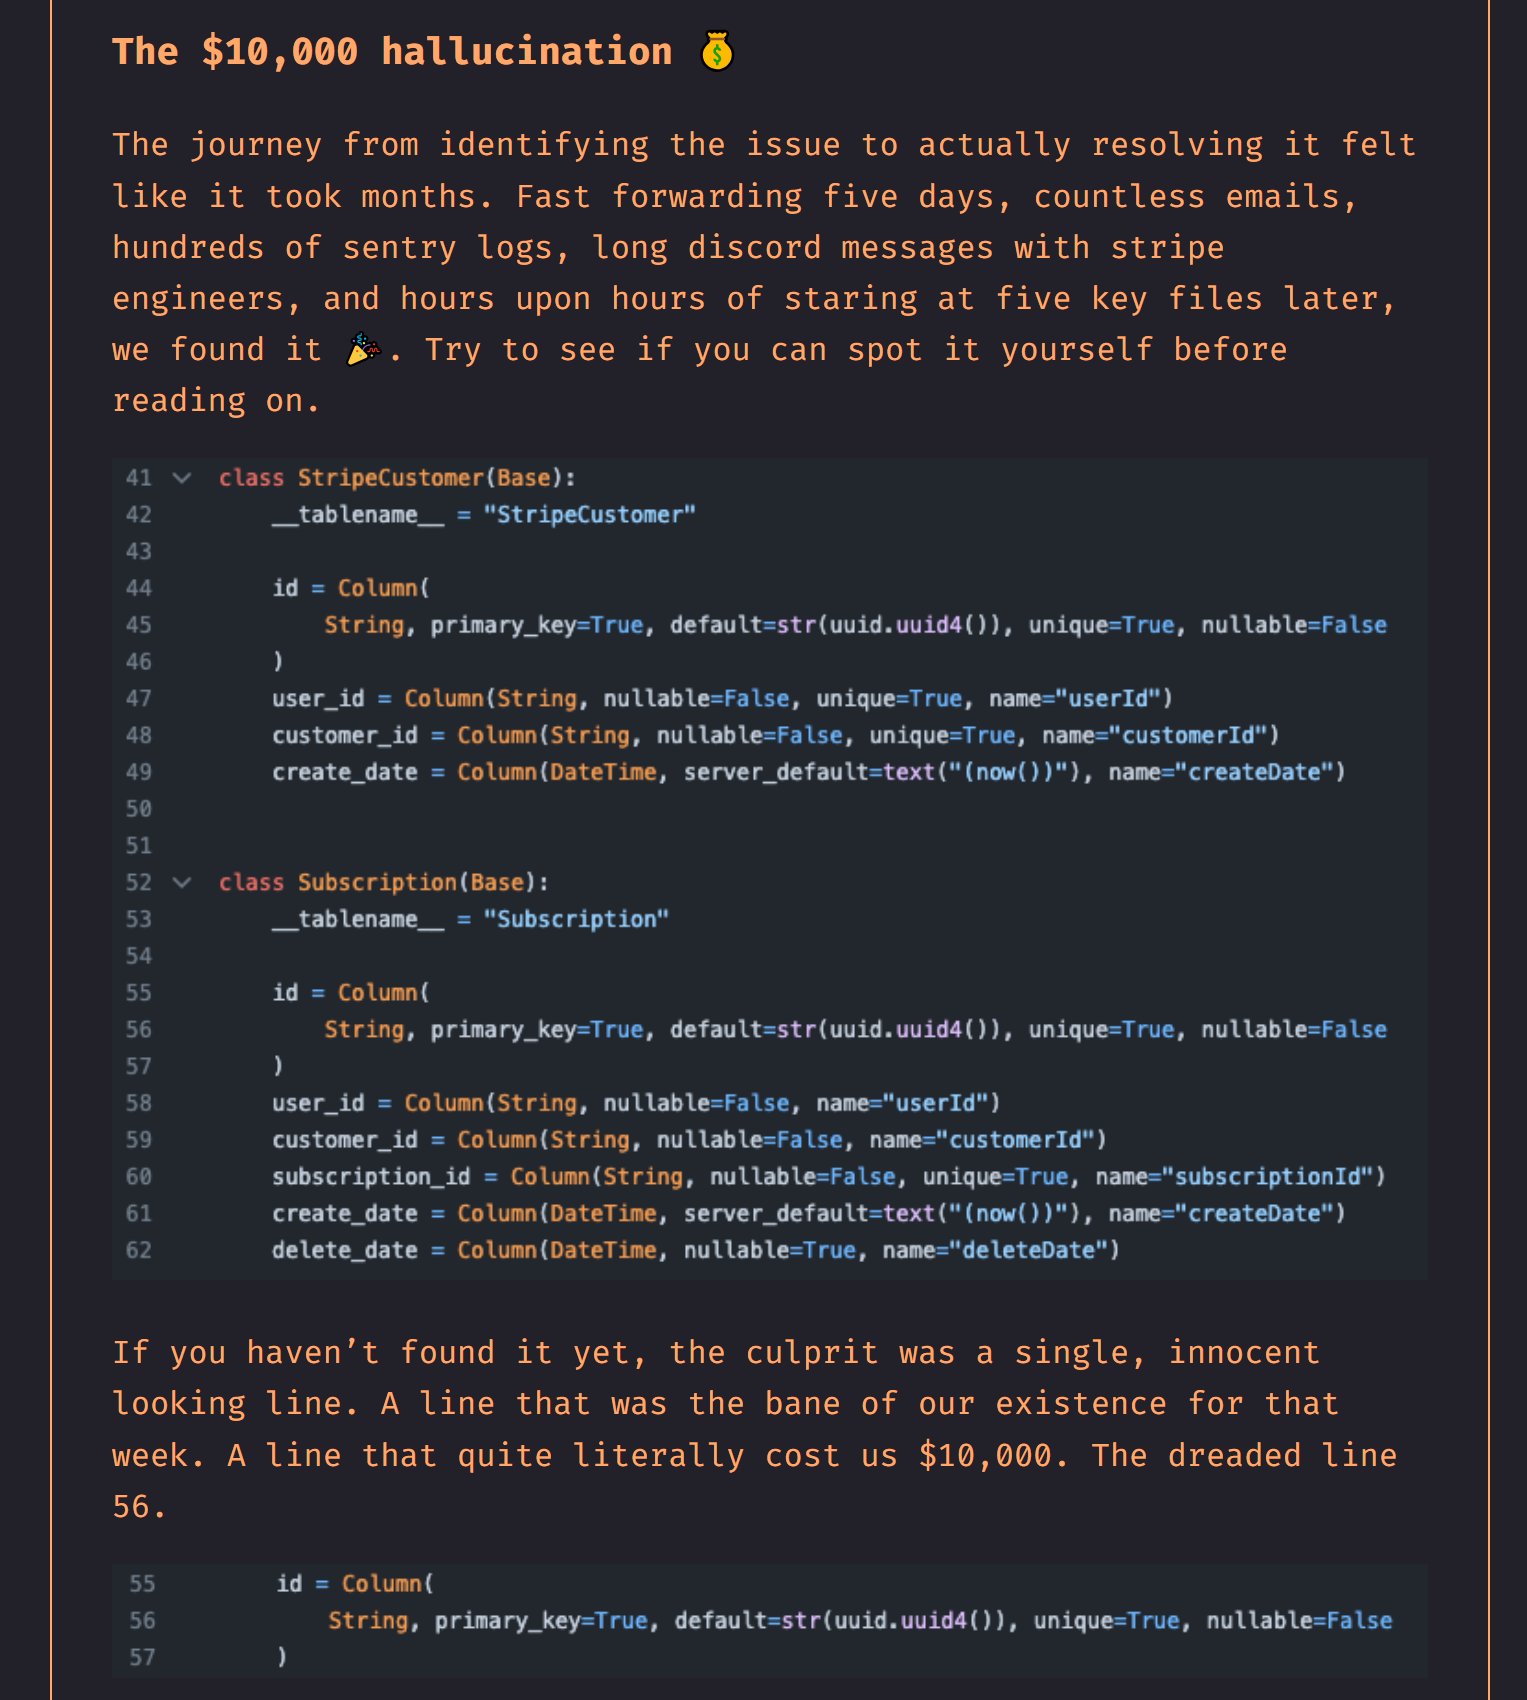 The $10,000 hallucination 💰
The journey from identifying the issue to actually resolving it felt
like it took months. Fast forwarding five days, countless emails,
hundreds of sentry logs, long discord messages with stripe
engineers, and hours upon hours of staring at five key files later,
we found it 🎉. Try to see if you can spot it yourself before
reading on.
41 class StripeCustomer(Base):
42     __tablename__ = "StripeCustomer"
43
44     id = Column(
45         String, primary_key=True, default=str(uuid.uuid4()), unique=True, nullable=False
46     )
47     user_id = Column(String, nullable=False, unique=True, name="userId")
48     customer_id = Column(String, nullable=False, unique=True, name="customerId")
49     create_date = Column(DateTime, server_default=text("(now())"), name="createDate")
50
51
52 class Subscription(Base):
53     __tablename__ = "Subscription"
54
55     id = Column(
56         String, primary_key=True, default=str(uuid.uuid4()), unique=True, nullable=False
57     )
58     user_id = Column(String, nullable=False, name="userId")
59     customer_id = Column(String, nullable=False, name="customerId")
60     subscription_id = Column(String, nullable=False, unique=True, name="subscriptionId")
61     create_date = Column(DateTime, server_default=text("(now())"), name="createDate")
62     delete_date = Column(DateTime, nullable=True, name="deleteDate")
If you haven’t found it yet, the culprit was a single, innocent
looking line. A line that was the bane of our existence for that
week. A line that quite literally cost us $10,000. The dreaded line
56.
55     id = Column(
56         String, primary_key=True, default=str(uuid.uuid4()), unique=True, nullable=False
57     )